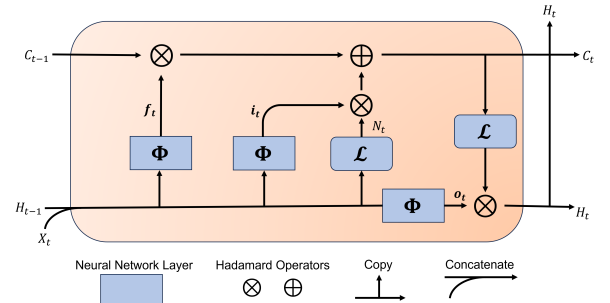 H_t
C_{t-1}
C_t
f_t
i_t
N_t
Φ
Φ
ℒ
ℒ
H_{t-1}
Φ
o_t
H_t
X_t
Neural Network Layer
Hadamard Operators
Copy
Concatenate